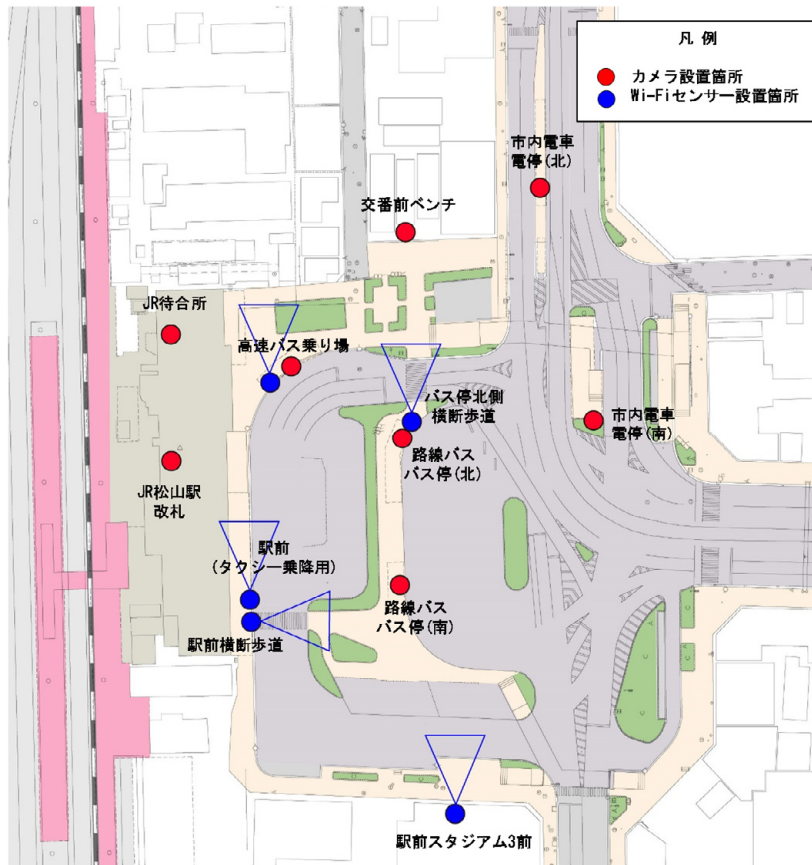 凡 例
カメラ設置箇所
Wi-Fiセンサー設置箇所
市内電車
電停(北)
交番前ベンチ
JR待合所
高速バス乗り場
バス停北側
横断歩道
市内電車
電停(南)
路線バス
バス停(北)
JR松山駅
改札
駅前
(タクシー乗降用)
路線バス
バス停(南)
駅前横断歩道
駅前スタジアム3前